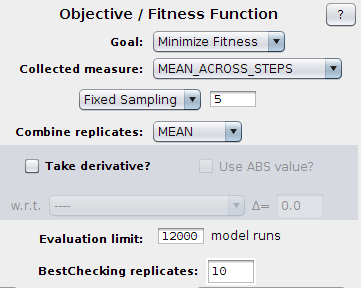 Objective / Fitness Function ?
Goal: Minimize Fitness
Collected measure: MEAN_ACROSS_STEPS
Fixed Sampling 5
Combine replicates: MEAN
Take derivative? Use ABS value?
w.r.t. ---- Δ= 0.0
Evaluation limit: 12000 model runs
BestChecking replicates: 10